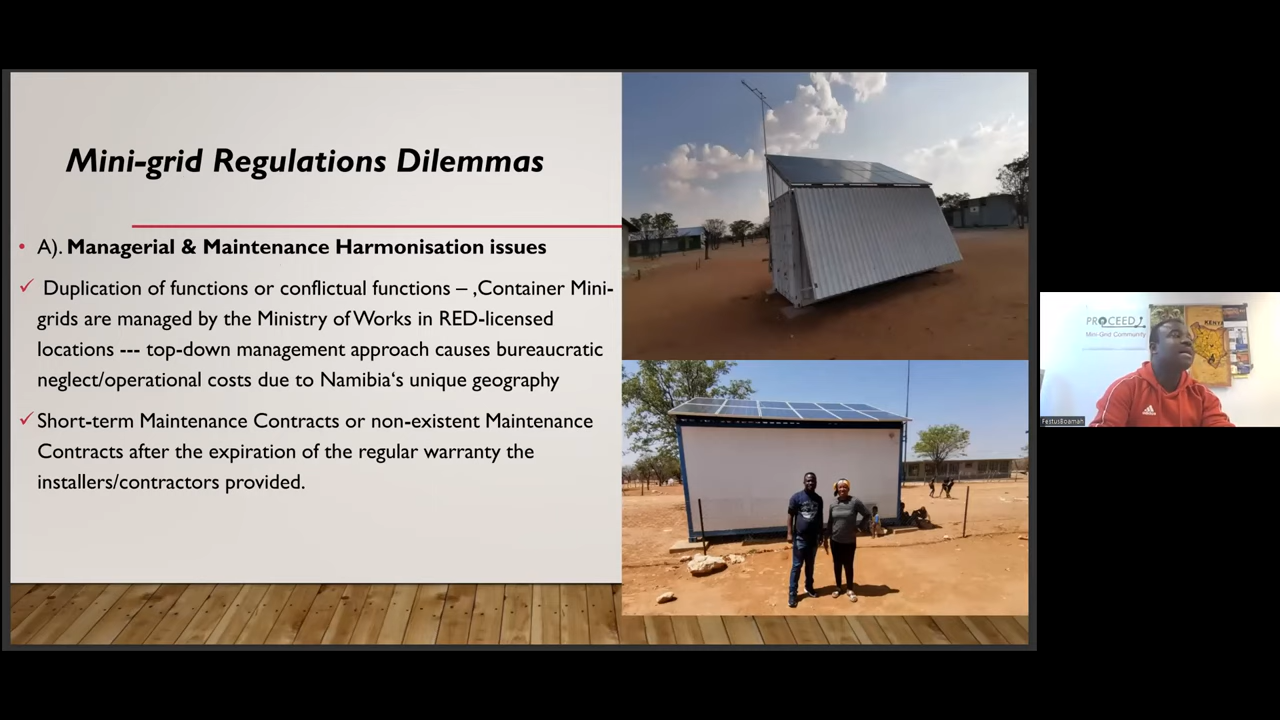 Mini-grid Regulations Dilemmas
• A). Managerial & Maintenance Harmonisation issues
✓ Duplication of functions or conflictual functions – ‚Container Mini-
grids are managed by the Ministry of Works in RED-licensed
locations --- top-down management approach causes bureaucratic
neglect/operational costs due to Namibia‘s unique geography
✓ Short-term Maintenance Contracts or non-existent Maintenance
Contracts after the expiration of the regular warranty the
installers/contractors provided.
PROCEED
Mini-Grid Community
KENYA
adidas
FestusBoamah